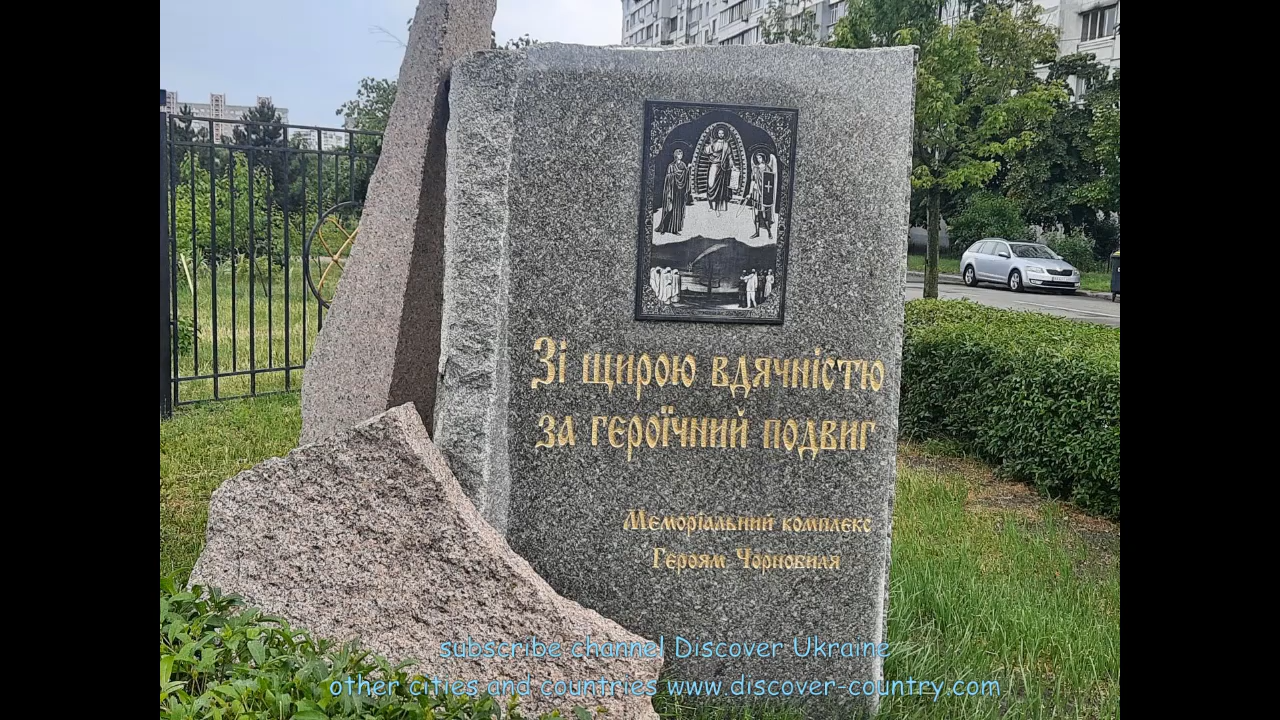 Зі щирою вдячністю
за героїчний подвиг
Меморіальний комплекс
Героям Чорнобиля
subscribe channel Discover Ukraine
other cities and countries www discover-country.com